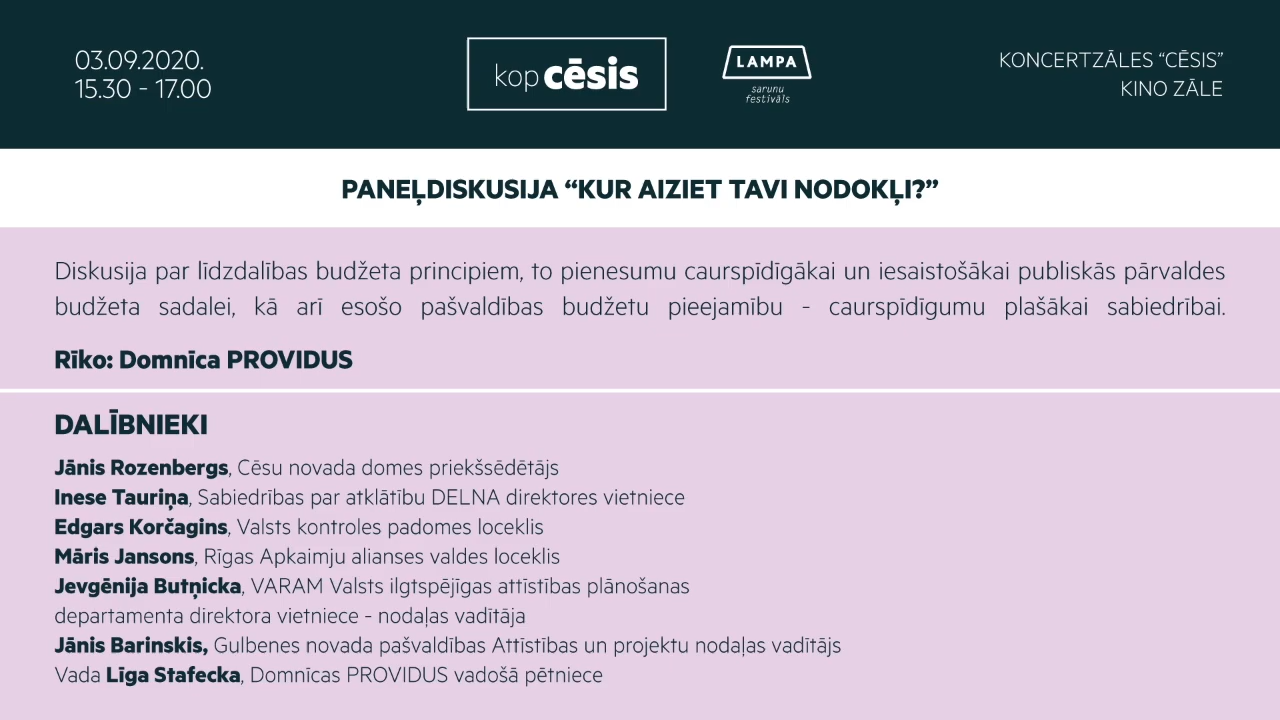 03.09.2020.
15.30 - 17.00
kop cēsis
LAMPA
sarunu
festivāls
KONCERTZĀLES “CĒSIS”
KINO ZĀLE
PANEĻDISKUSIJA “KUR AIZIET TAVI NODOKĻI?”
Diskusija par līdzdalības budžeta principiem, to pienesumu caurspīdīgākai un iesaistošākai publiskās pārvaldes
budžeta sadalei, kā arī esošo pašvaldības budžetu pieejamību - caurspīdīgumu plašākai sabiedrībai.
Rīko: Domnīca PROVIDUS
DALĪBNIEKI
Jānis Rozenbergs, Cēsu novada domes priekšsēdētājs
Inese Tauriņa, Sabiedrības par atklātību DELNA direktores vietniece
Edgars Korčagins, Valsts kontroles padomes loceklis
Māris Jansons, Rīgas Apkaimju alianses valdes loceklis
Jevgēnija Butņicka, VARAM Valsts ilgtspējīgas attīstības plānošanas
departamenta direktora vietniece - nodaļas vadītāja
Jānis Barinskis, Gulbenes novada pašvaldības Attīstības un projektu nodaļas vadītājs
Vada Līga Stafecka, Domnīcas PROVIDUS vadošā pētniece